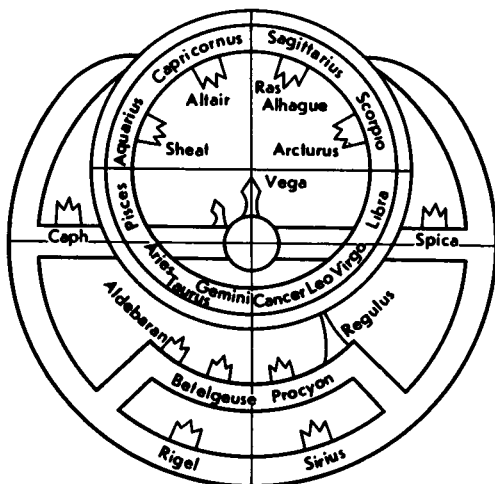 Capricornus
Sagittarius
Aquarius
Altair
Ras
Alhague
Scorpio
Sheat
Arcturus
Vega
Pisces
Libra
Caph
Spica
Aries
Taurus
Gemini
Cancer
Leo
Virgo
Aldebaran
Regulus
Betelgeuse
Procyon
Rigel
Sirius